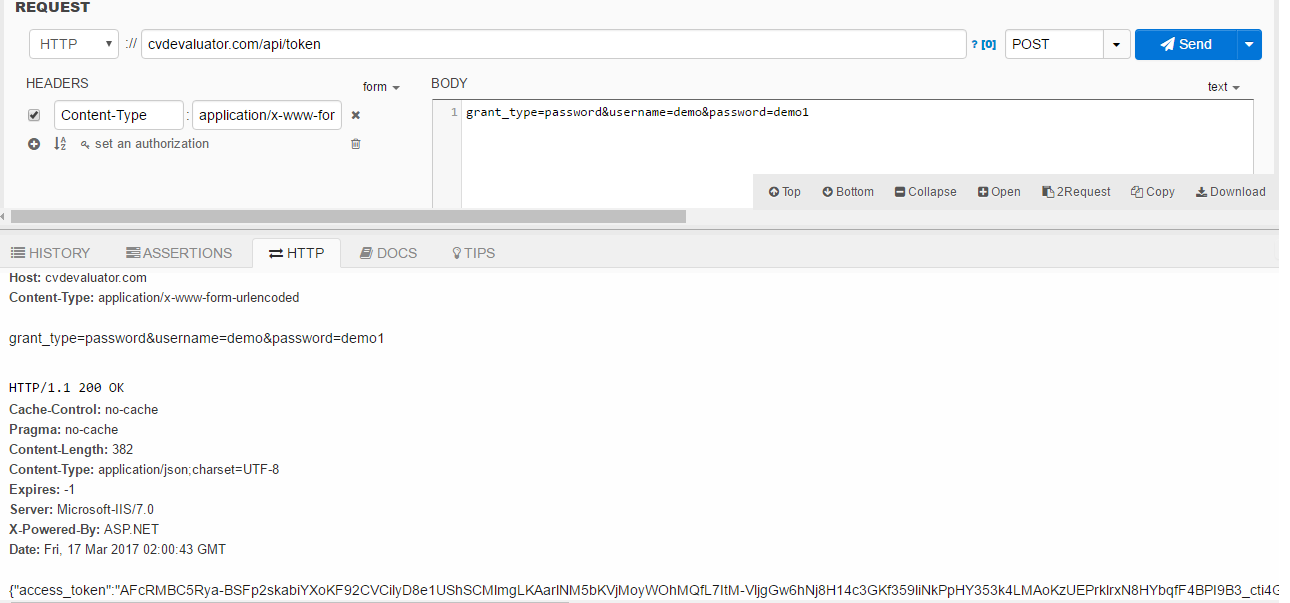 REQUEST
HTTP :// cvdevaluator.com/api/token ? [0] POST Send
HEADERS form BODY text
Content-Type : application/x-www-for
1 grant_type=password&username=demo&password=demo1
set an authorization
Top Bottom Collapse Open 2Request Copy Download
HISTORY ASSERTIONS HTTP DOCS TIPS
Host: cvdevaluator.com
Content-Type: application/x-www-form-urlencoded
grant_type=password&username=demo&password=demo1
HTTP/1.1 200 OK
Cache-Control: no-cache
Pragma: no-cache
Content-Length: 382
Content-Type: application/json;charset=UTF-8
Expires: -1
Server: Microsoft-IIS/7.0
X-Powered-By: ASP.NET
Date: Fri, 17 Mar 2017 02:00:43 GMT
{"access_token":"